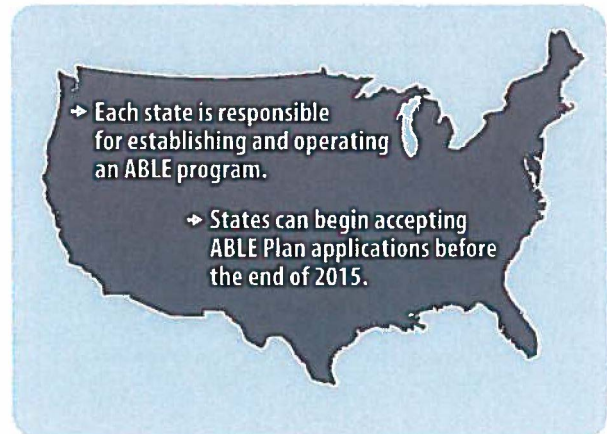 → Each state is responsible
for establishing and operating
an ABLE program.
→ States can begin accepting
ABLE Plan applications before
the end of 2015.